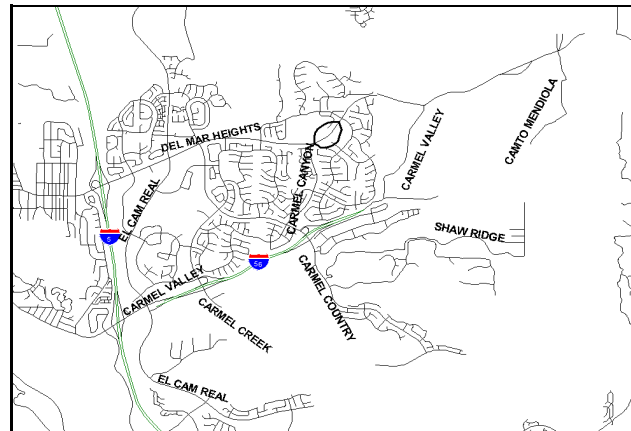 DEL MAR HEIGHTS
CARMEL CANYON
CARMEL VALLEY
CAMTO MENDIOLA
EL CAM REAL
5
56
SHAW RIDGE
CARMEL VALLEY
CARMEL CREEK
CARMEL COUNTRY
EL CAM REAL